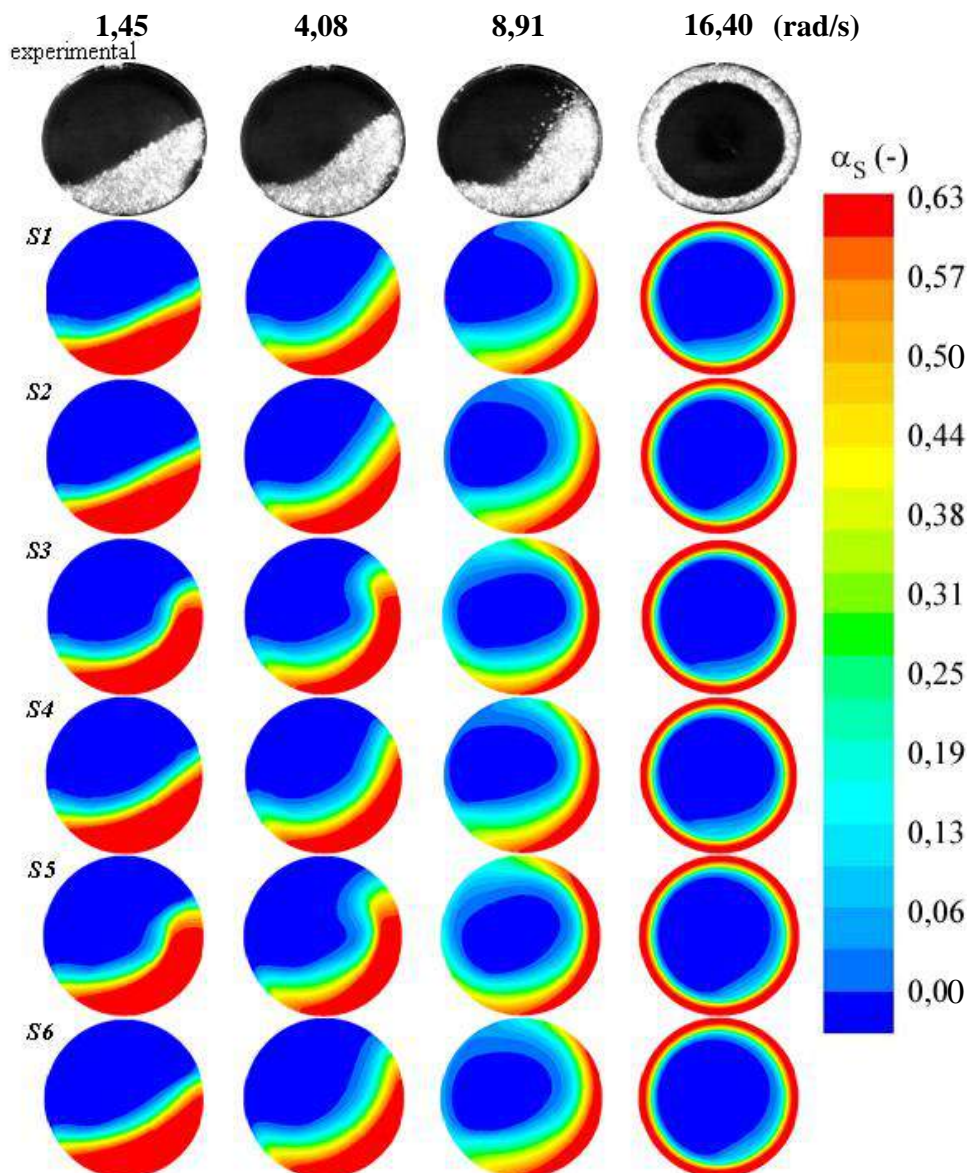 1,45 4,08 8,91 16,40 (rad/s)
experimental
αS (-)
0,63
S1
0,57
0,50
S2
0,44
0,38
S3
0,31
0,25
S4
0,19
0,13
S5
0,06
0,00
S6